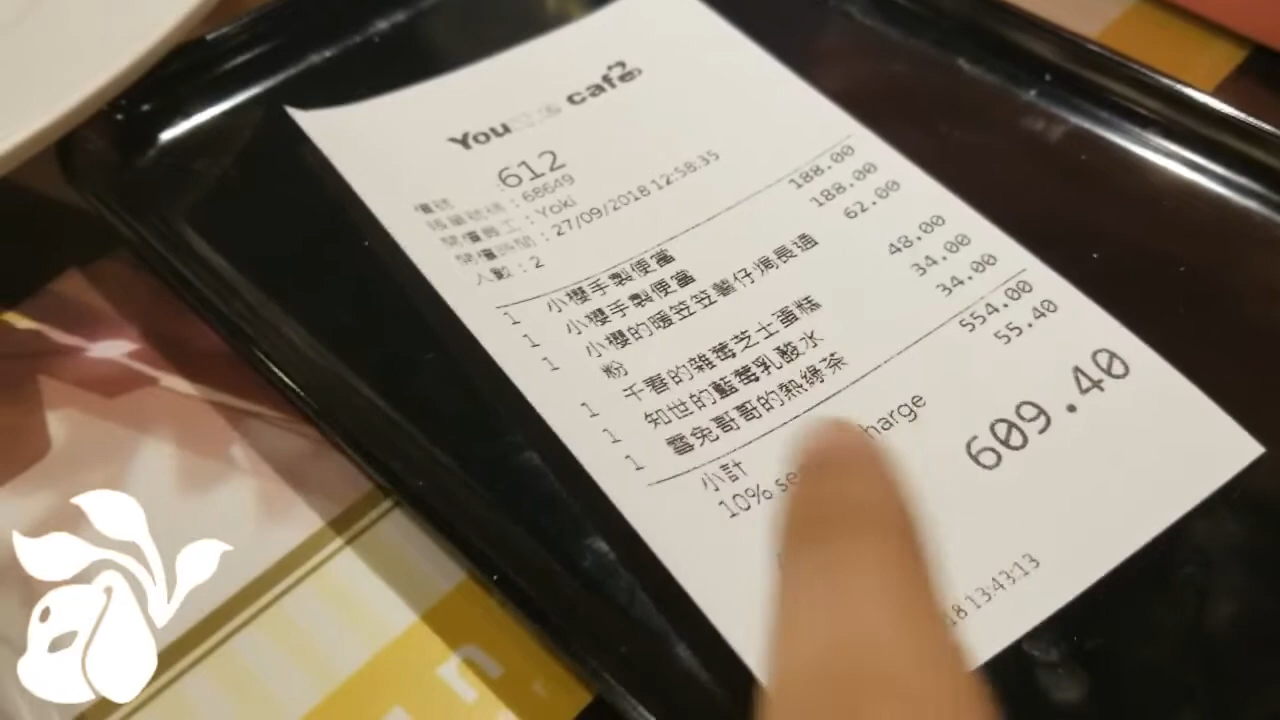 You cafe
檯號 : 612
賬單號碼 : 68649
開檯員工 : Yoki
開檯時間 : 27/09/2018 12:58:35
人數 : 2
1 小櫻手製便當 188.00
1 小櫻手製便當 188.00
1 小櫻的暖笠笠薯仔焗長通粉 62.00
1 千春的雜莓芝士蛋糕 48.00
1 知世的藍莓乳酸水 34.00
1 雪兔哥哥的熱綠茶 34.00
小計 554.00
10% se harge 55.40
609.40
18 13:43:13